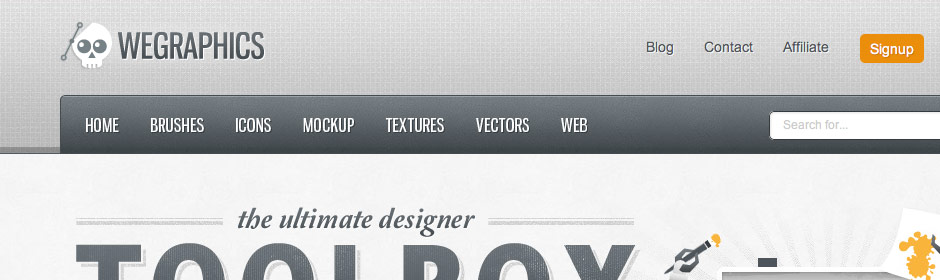 WEGRAPHICS
Blog Contact Affiliate Signup
HOME BRUSHES ICONS MOCKUP TEXTURES VECTORS WEB
Search for...
the ultimate designer
TOOLBOX